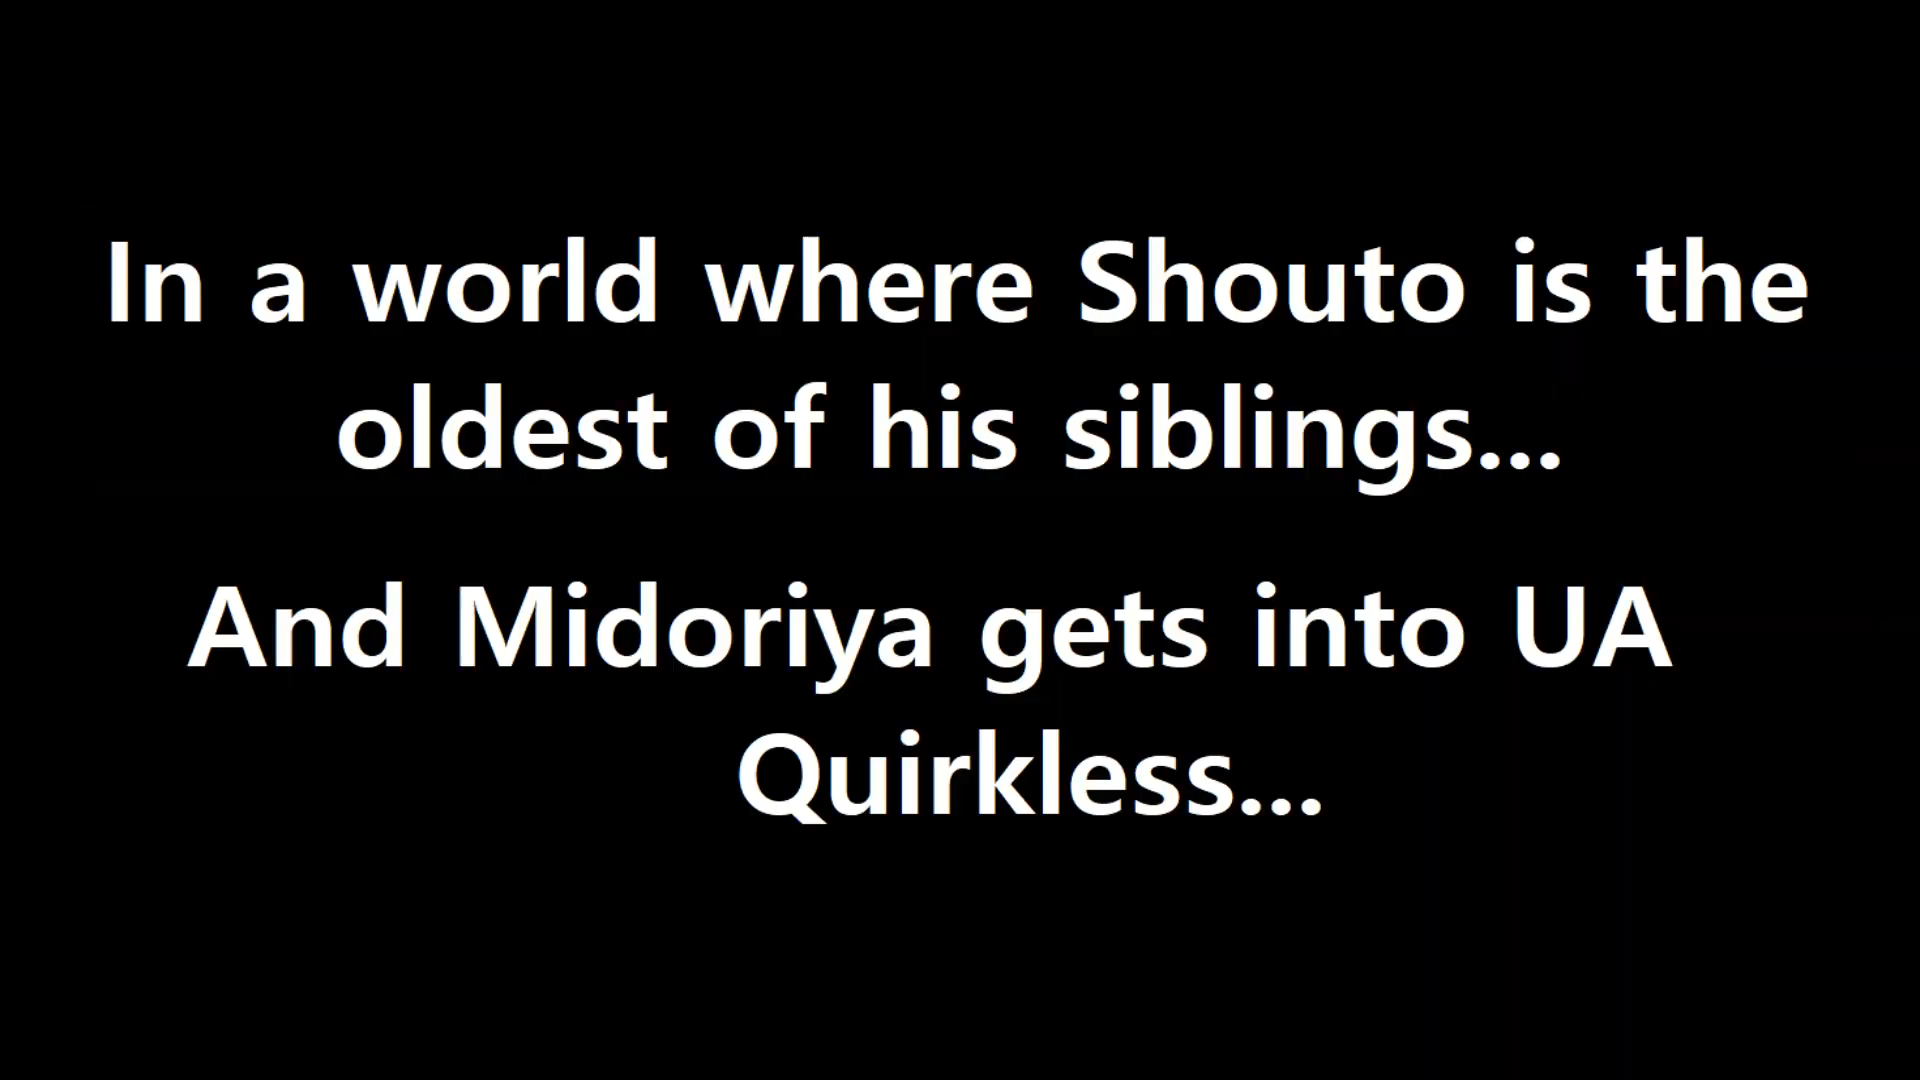 In a world where Shouto is the
oldest of his siblings...
And Midoriya gets into UA
Quirkless...